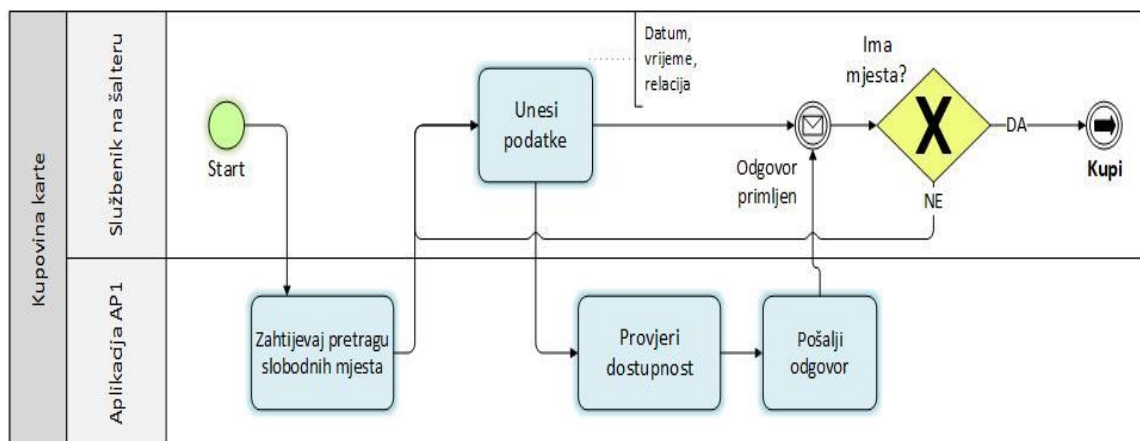 Kupovina karte
Službenik na šalteru
Start
Unesi
podatke
Datum,
vrijeme,
relacija
Odgovor
primljen
Ima
mjesta?
DA
NE
Kupi
Aplikacija AP1
Zahtijevaj pretragu
slobodnih mjesta
Provjeri
dostupnost
Pošalji
odgovor